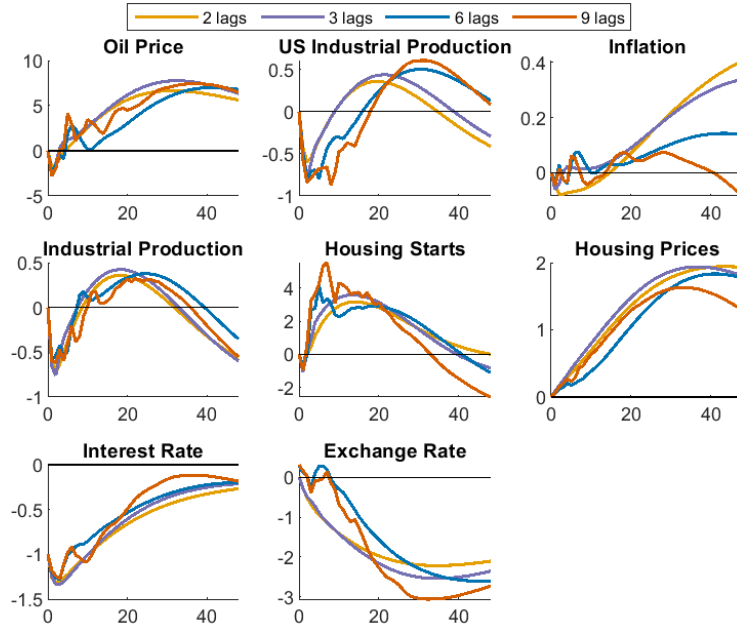 2 lags 3 lags 6 lags 9 lags
Oil Price
10
5
0
-5
0 20 40
US Industrial Production
0.5
0
-0.5
-1
0 20 40
Inflation
0.4
0.2
0
0 20 40
Industrial Production
0.5
0
-0.5
-1
0 20 40
Housing Starts
4
2
0
-2
0 20 40
Housing Prices
2
1
0
0 20 40
Interest Rate
0
-0.5
-1
-1.5
0 20 40
Exchange Rate
0
-1
-2
-3
0 20 40